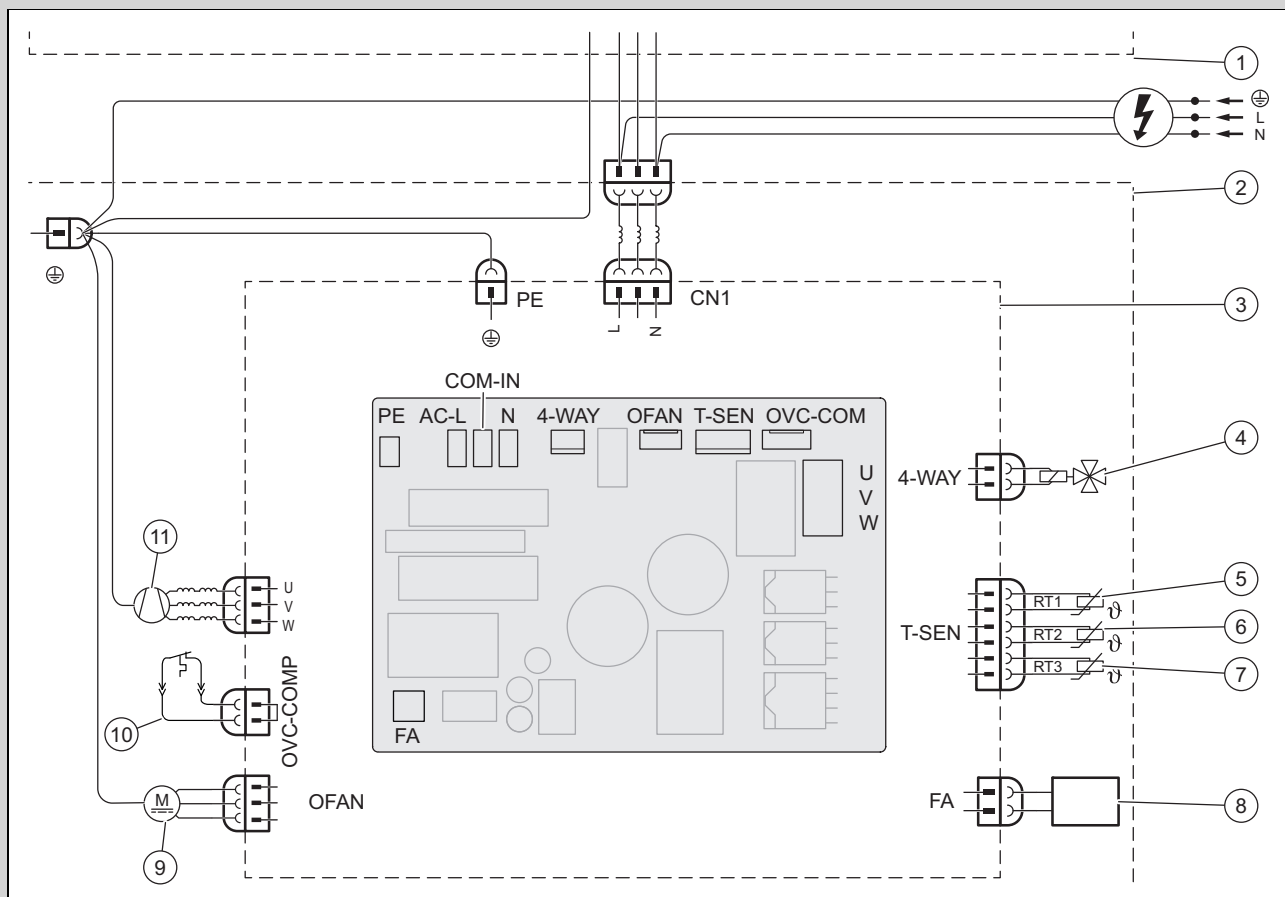 1
L
N
2
PE
CN1
L
N
3
COM-IN
PE AC-L N 4-WAY OFAN T-SEN OVC-COM
U
V
W
4-WAY
4
11
U
V
W
T-SEN
RT1 ϑ
5
RT2 ϑ
6
RT3 ϑ
7
OVC-COMP
10
FA
M
9
OFAN
FA
8